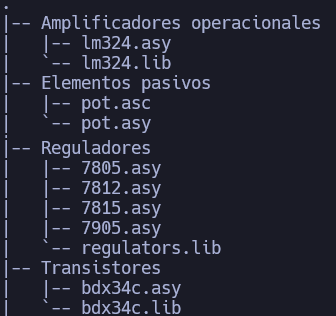 .
|-- Amplificadores operacionales
|   |-- lm324.asy
|   `-- lm324.lib
|-- Elementos pasivos
|   |-- pot.asc
|   `-- pot.asy
|-- Reguladores
|   |-- 7805.asy
|   |-- 7812.asy
|   |-- 7815.asy
|   |-- 7905.asy
|   `-- regulators.lib
|-- Transistores
|   |-- bdx34c.asy
|   `-- bdx34c.lib